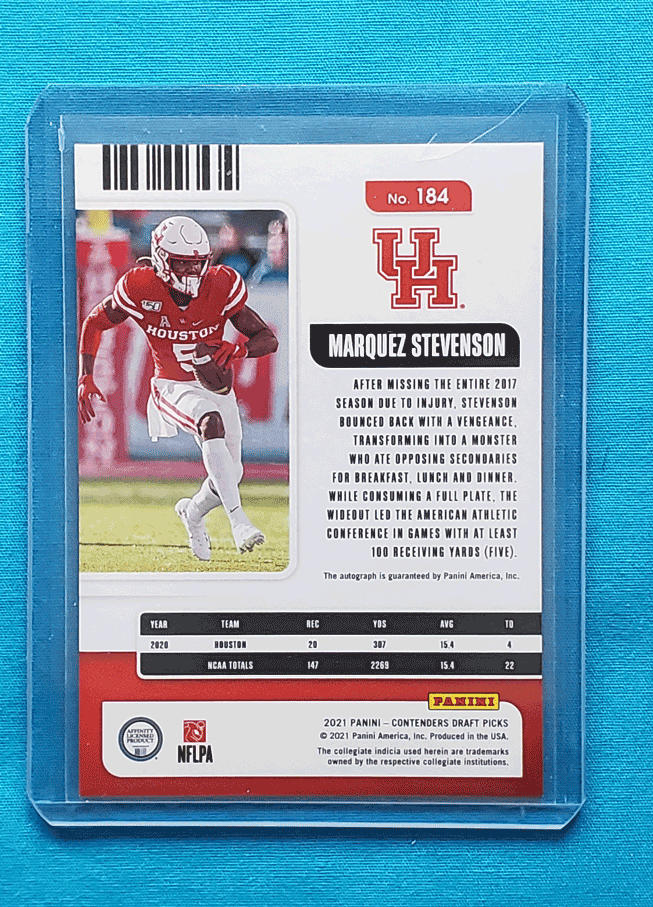 No. 184
UH
MARQUEZ STEVENSON
150
A
HOUSTON
5
AFTER MISSING THE ENTIRE 2017
SEASON DUE TO INJURY, STEVENSON
BOUNCED BACK WITH A VENGEANCE,
TRANSFORMING INTO A MONSTER
WHO ATE OPPOSING SECONDARIES
FOR BREAKFAST, LUNCH AND DINNER.
WHILE CONSUMING A FULL PLATE, THE
WIDEOUT LED THE AMERICAN ATHLETIC
CONFERENCE IN GAMES WITH AT LEAST
100 RECEIVING YARDS (FIVE).
The autograph is guaranteed by Panini America, Inc.
YEAR TEAM REC YDS AVG TD
2020 HOUSTON 20 307 15.4 4
NCAA TOTALS 147 2269 15.4 22
PANINI
AFFINITY
LICENSED
PRODUCT
NFLPA
2021 PANINI – CONTENDERS DRAFT PICKS
© 2021 Panini America, Inc. Produced in the USA.
The collegiate indicia used herein are trademarks
owned by the respective collegiate institutions.